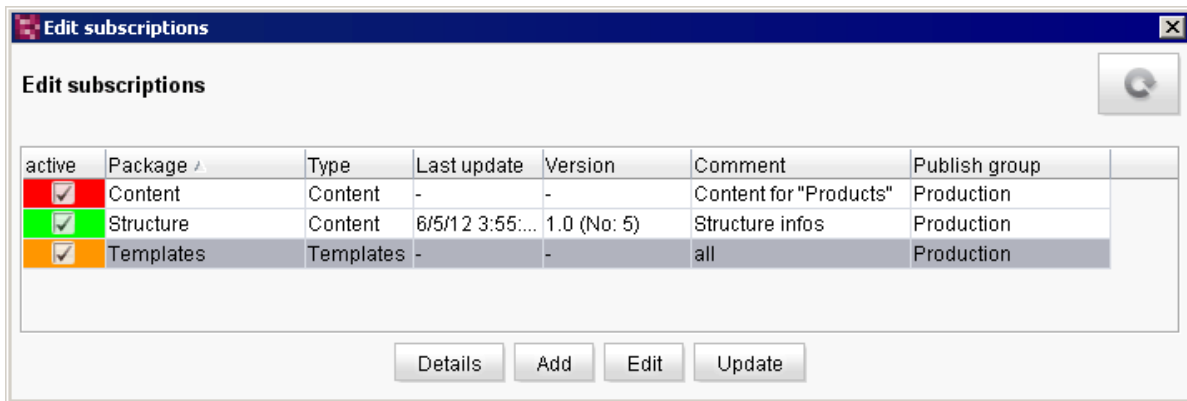 Edit subscriptions
Edit subscriptions
active Package Type Last update Version Comment Publish group
Content Content - - Content for "Products" Production
Structure Content 6/5/12 3:55:... 1.0 (No: 5) Structure infos Production
Templates Templates - - all Production
Details Add Edit Update